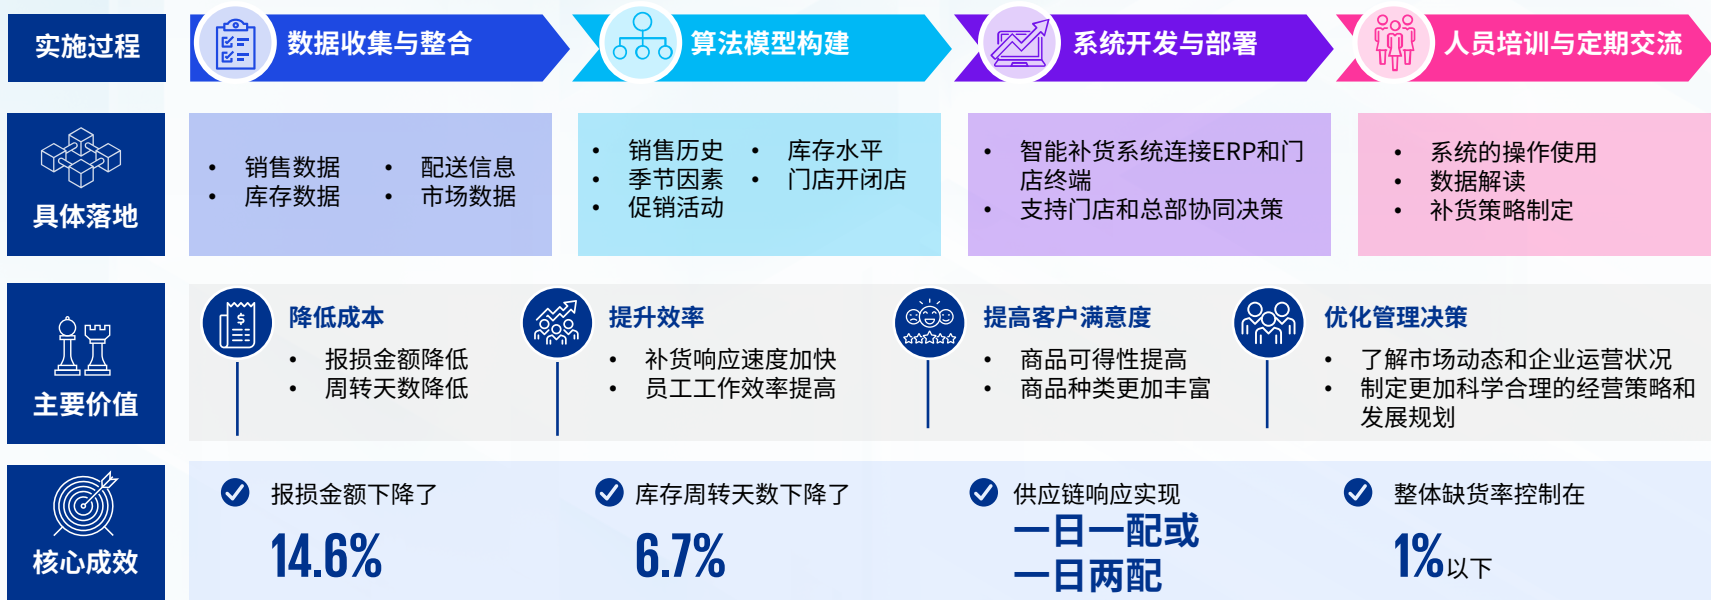 实施过程
数据收集与整合
算法模型构建
系统开发与部署
人员培训与定期交流
具体落地
• 销售数据
• 库存数据
• 配送信息
• 市场数据
• 销售历史
• 季节因素
• 促销活动
• 库存水平
• 门店开闭店
• 智能补货系统连接ERP和门
店终端
• 支持门店和总部协同决策
• 系统的操作使用
• 数据解读
• 补货策略制定
主要价值
降低成本
• 报损金额降低
• 周转天数降低
提升效率
• 补货响应速度加快
• 员工工作效率提高
提高客户满意度
• 商品可得性提高
• 商品种类更加丰富
优化管理决策
• 了解市场动态和企业运营状况
• 制定更加科学合理的经营策略和
发展规划
核心成效
报损金额下降了
14.6%
库存周转天数下降了
6.7%
供应链响应实现
一日一配或
一日两配
整体缺货率控制在
1%以下